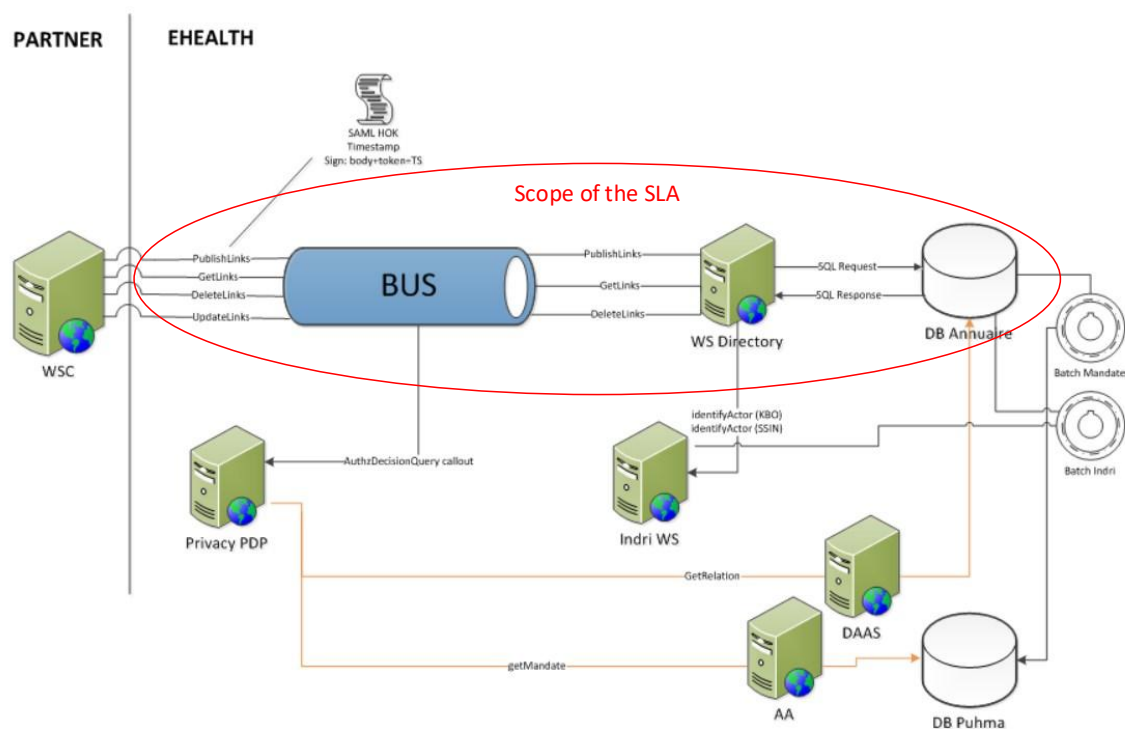 PARTNER
EHEALTH
SAML HOK
Timestamp
Sign: body+token=TS
Scope of the SLA
PublishLinks
GetLinks
DeleteLinks
UpdateLinks
BUS
PublishLinks
GetLinks
DeleteLinks
SQL Request
SQL Response
WSC
WS Directory
DB Annuaire
Batch Mandate
identifyActor (KBO)
identifyActor (SSIN)
AuthzDecisionQuery callout
Batch Indri
Privacy PDP
Indri WS
GetRelation
DAAS
getMandate
AA
DB Puhma